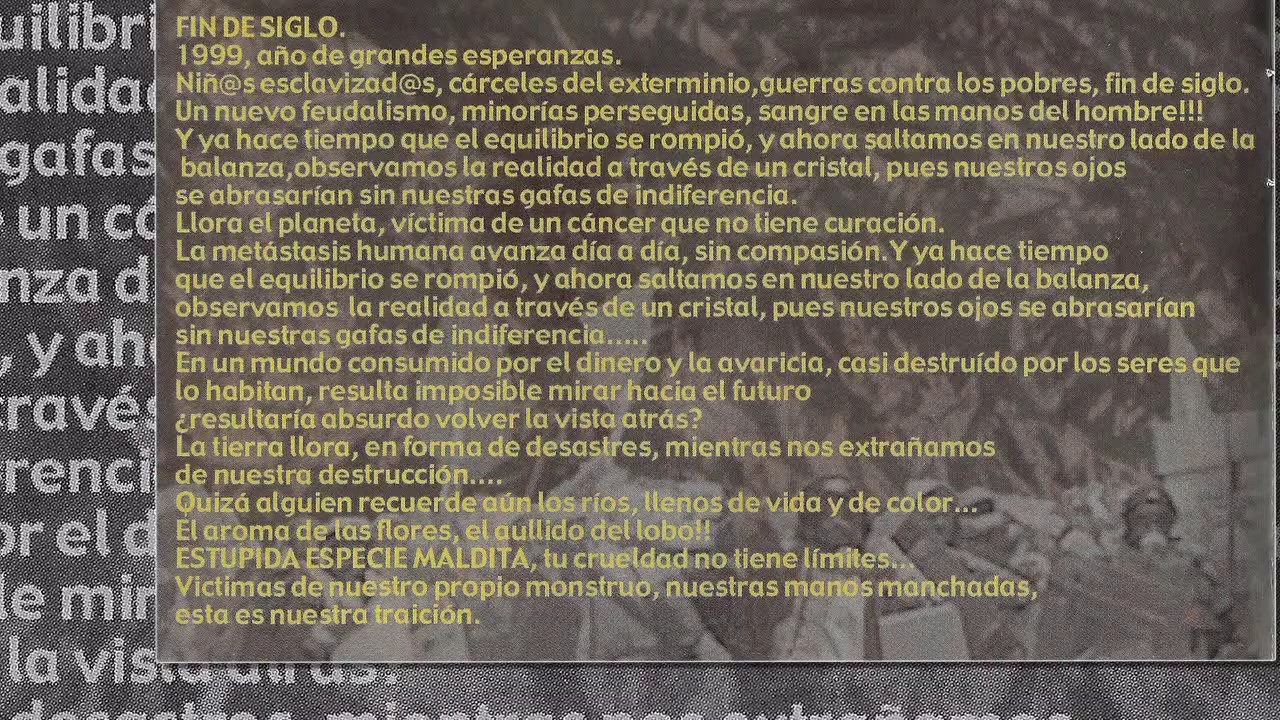 FIN DE SIGLO.
1999, año de grandes esperanzas.
Niñ@s esclavizad@s, cárceles del exterminio,guerras contra los pobres, fin de siglo.
Un nuevo feudalismo, minorías perseguidas, sangre en las manos del hombre!!!
Y ya hace tiempo que el equilibrio se rompió, y ahora saltamos en nuestro lado de la
balanza,observamos la realidad a través de un cristal, pues nuestros ojos
se abrasarían sin nuestras gafas de indiferencia.
Llora el planeta, víctima de un cáncer que no tiene curación.
La metástasis humana avanza día a día, sin compasión.Y ya hace tiempo
que el equilibrio se rompió, y ahora saltamos en nuestro lado de la balanza,
observamos la realidad a través de un cristal, pues nuestros ojos se abrasarían
sin nuestras gafas de indiferencia.....
En un mundo consumido por el dinero y la avaricia, casi destruído por los seres que
lo habitan, resulta imposible mirar hacia el futuro
¿resultaría absurdo volver la vista atrás?
La tierra llora, en forma de desastres, mientras nos extrañamos
de nuestra destrucción....
Quizá alguien recuerde aún los ríos, llenos de vida y de color...
El aroma de las flores, el aullido del lobo!!
ESTUPIDA ESPECIE MALDITA, tu crueldad no tiene límites...
Victimas de nuestro propio monstruo, nuestras manos manchadas,
esta es nuestra traición.
gafas
un
, y
or el d
la vista atrás?